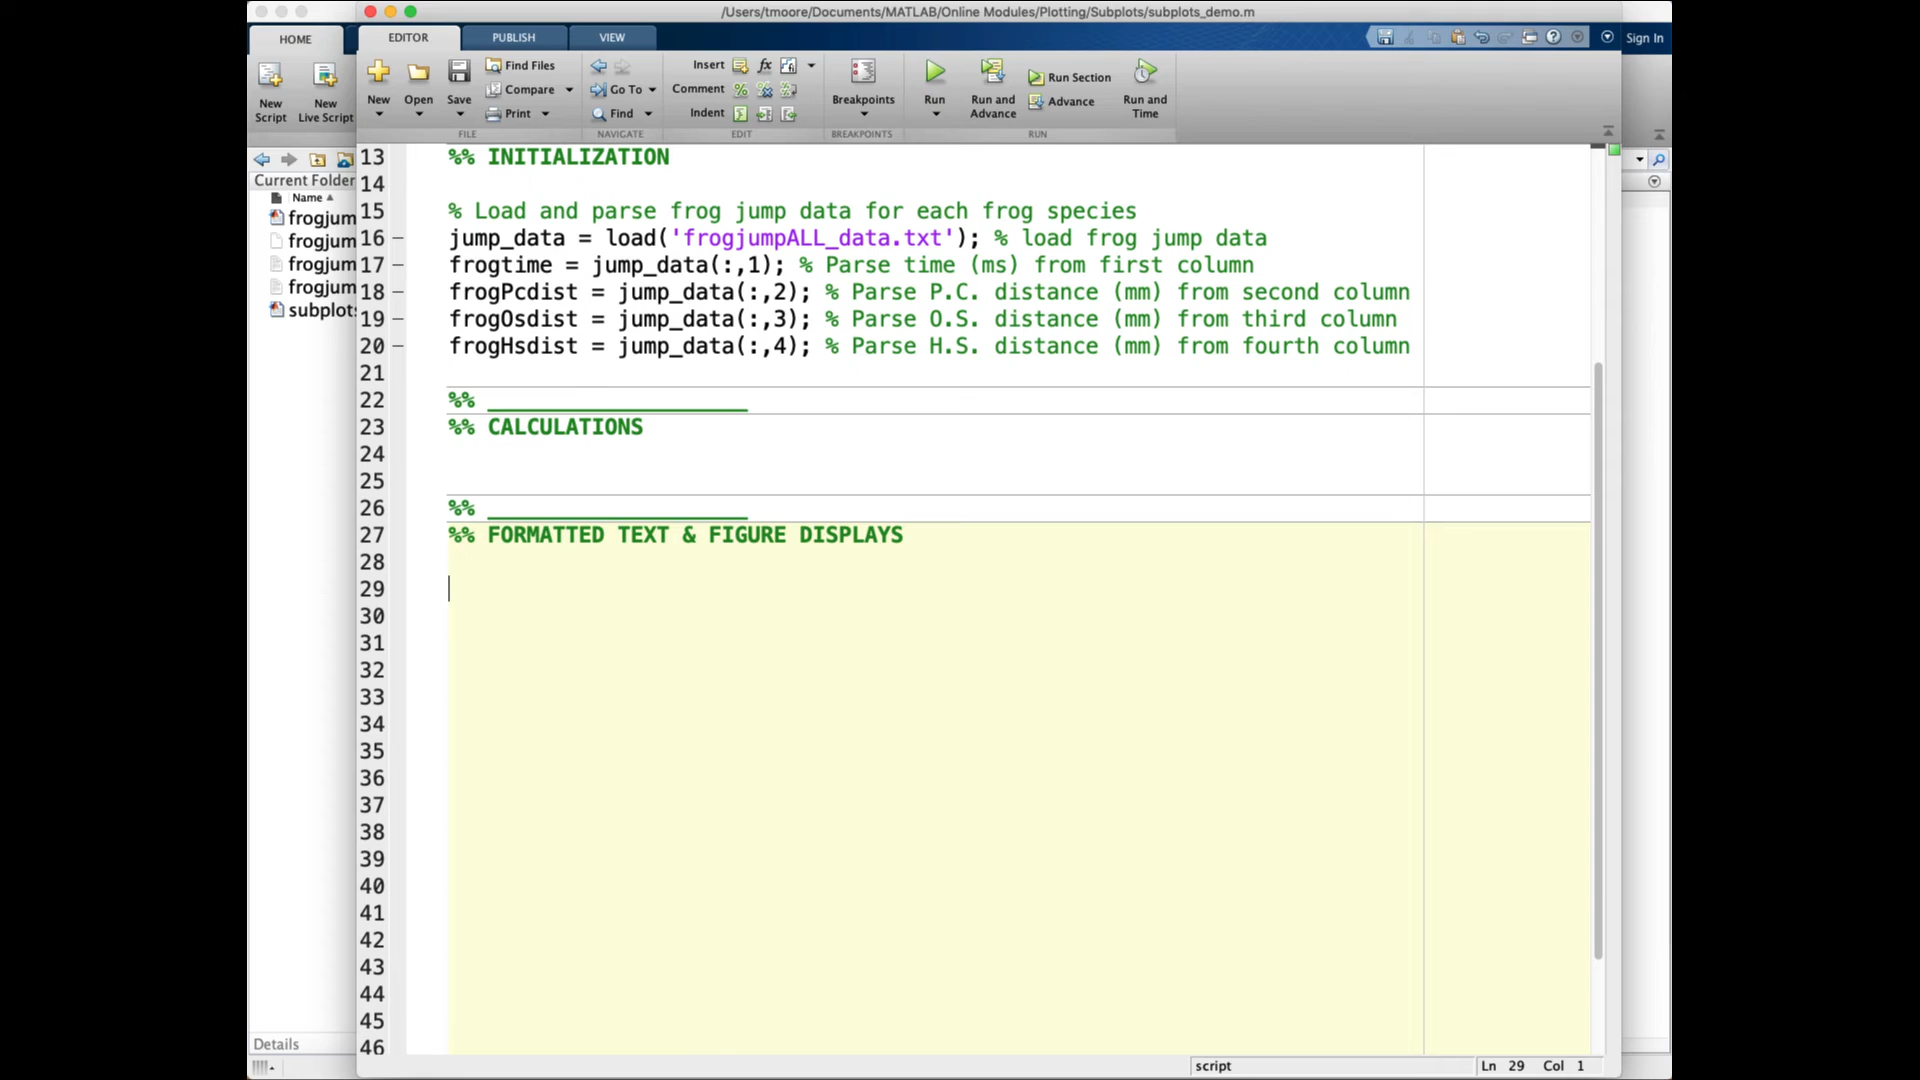 /Users/tmoore/Documents/MATLAB/Online Modules/Plotting/Subplots/subplots_demo.m
HOME
EDITOR
PUBLISH
VIEW
Sign In
New Script
New Live Script
New
Open
Save
Find Files
Compare
Print
FILE
Go To
Find
NAVIGATE
Insert
fx
Comment
Indent
EDIT
Breakpoints
BREAKPOINTS
Run
Run and Advance
Run Section
Advance
Run and Time
RUN
Current Folder
Name
frogjum
frogjum
frogjum
frogjum
subplots
Details
13 %% INITIALIZATION
14
15 % Load and parse frog jump data for each frog species
16 – jump_data = load('frogjumpALL_data.txt'); % load frog jump data
17 – frogtime = jump_data(:,1); % Parse time (ms) from first column
18 – frogPcdist = jump_data(:,2); % Parse P.C. distance (mm) from second column
19 – frogOsdist = jump_data(:,3); % Parse O.S. distance (mm) from third column
20 – frogHsdist = jump_data(:,4); % Parse H.S. distance (mm) from fourth column
21
22 %% ____________________
23 %% CALCULATIONS
24
25
26 %% ____________________
27 %% FORMATTED TEXT & FIGURE DISPLAYS
28
29
30
31
32
33
34
35
36
37
38
39
40
41
42
43
44
45
46
script
Ln 29 Col 1